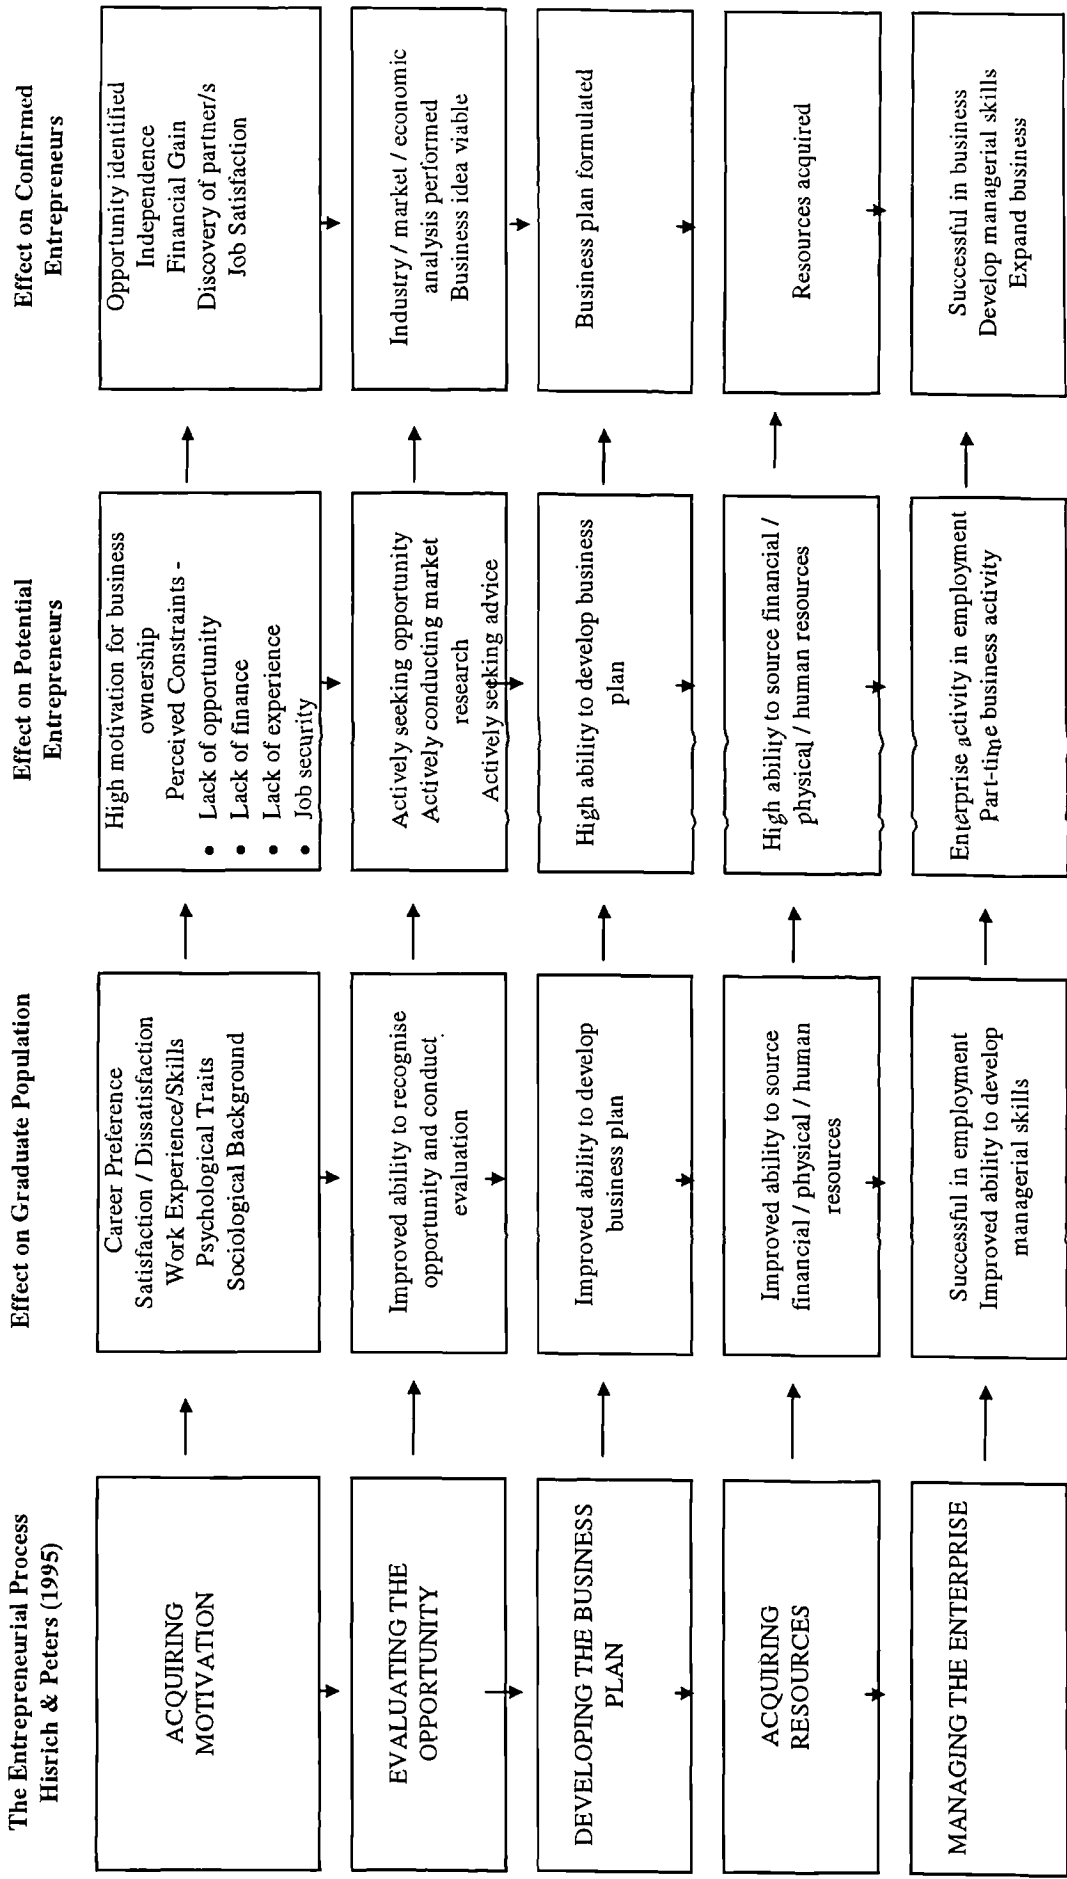 The Entrepreneurial Process
Hisrich & Peters (1995)
Effect on Graduate Population
Effect on Potential
Entrepreneurs
Effect on Confirmed
Entrepreneurs
ACQUIRING
MOTIVATION
Career Preference
Satisfaction / Dissatisfaction
Work Experience/Skills
Psychological Traits
Sociological Background
High motivation for business
ownership
Perceived Constraints -
• Lack of opportunity
• Lack of finance
• Lack of experience
• Job security
Opportunity identified
Independence
Financial Gain
Discovery of partner/s
Job Satisfaction
EVALUATING THE
OPPORTUNITY
Improved ability to recognise
opportunity and conduct
evaluation
Actively seeking opportunity
Actively conducting market
research
Actively seeking advice
Industry / market / economic
analysis performed
Business idea viable
DEVELOPING THE BUSINESS
PLAN
Improved ability to develop
business plan
High ability to develop business
plan
Business plan formulated
ACQUIRING
RESOURCES
Improved ability to source
financial / physical / human
resources
High ability to source financial /
physical / human resources
Resources acquired
MANAGING THE ENTERPRISE
Successful in employment
Improved ability to develop
managerial skills
Enterprise activity in employment
Part-time business activity
Successful in business
Develop managerial skills
Expand business